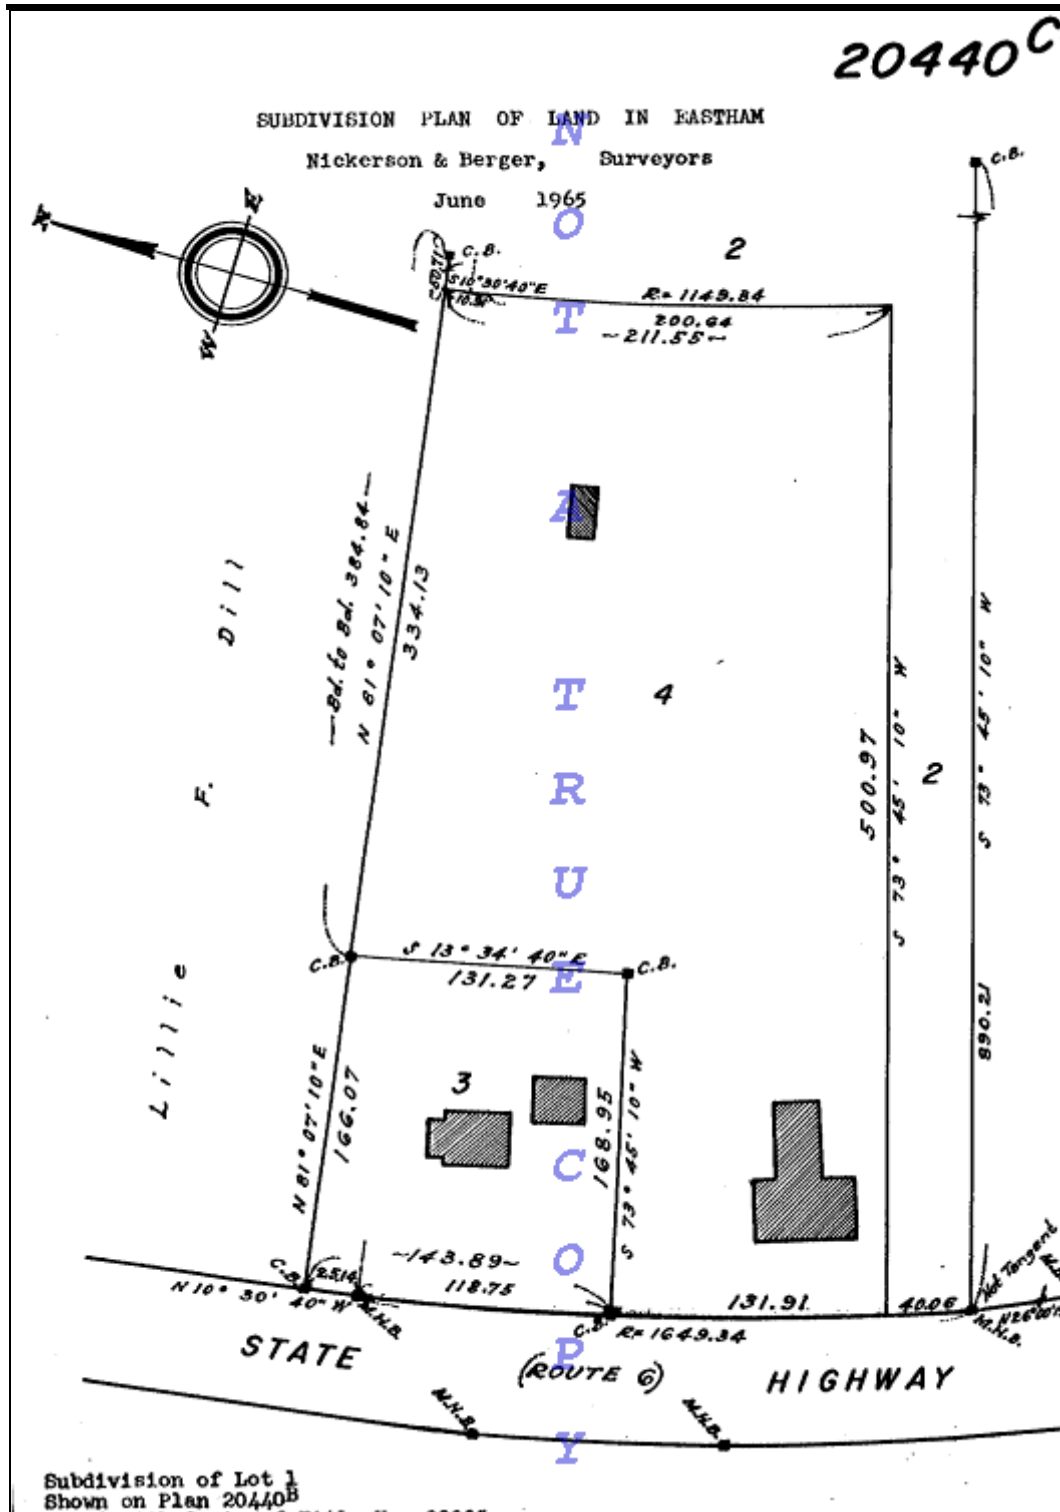 20440C
SUBDIVISION PLAN OF LAND IN EASTHAM
Nickerson & Berger, Surveyors
June 1965
N
O
T
A
T
R
U
E
C
O
P
Y
N
E
W
C.B.
C.B.
2
S 10° 30' 40" E
R= 1149.84
200.64
~211.55~
—Bd. to Bd. 384.84—
N 81° 07' 10" E
334.13
Lillie F. Dill
4
2
500.97
S 73° 45' 10" W
S 73° 45' 10" W
890.21
C.B.
S 13° 34' 40" E
131.27
C.B.
N 81° 07' 10" E
166.07
3
168.95
S 73° 45' 10" W
~143.89~
C.B.
25.14
118.75
N 10° 30' 40" W
M.H.B.
C.B.
R= 1649.34
131.91
40.06
Not Tangent
M.H.B.
STATE (ROUTE 6) HIGHWAY
M.H.B.
M.H.B.
Subdivision of Lot 1
Shown on Plan 20440B